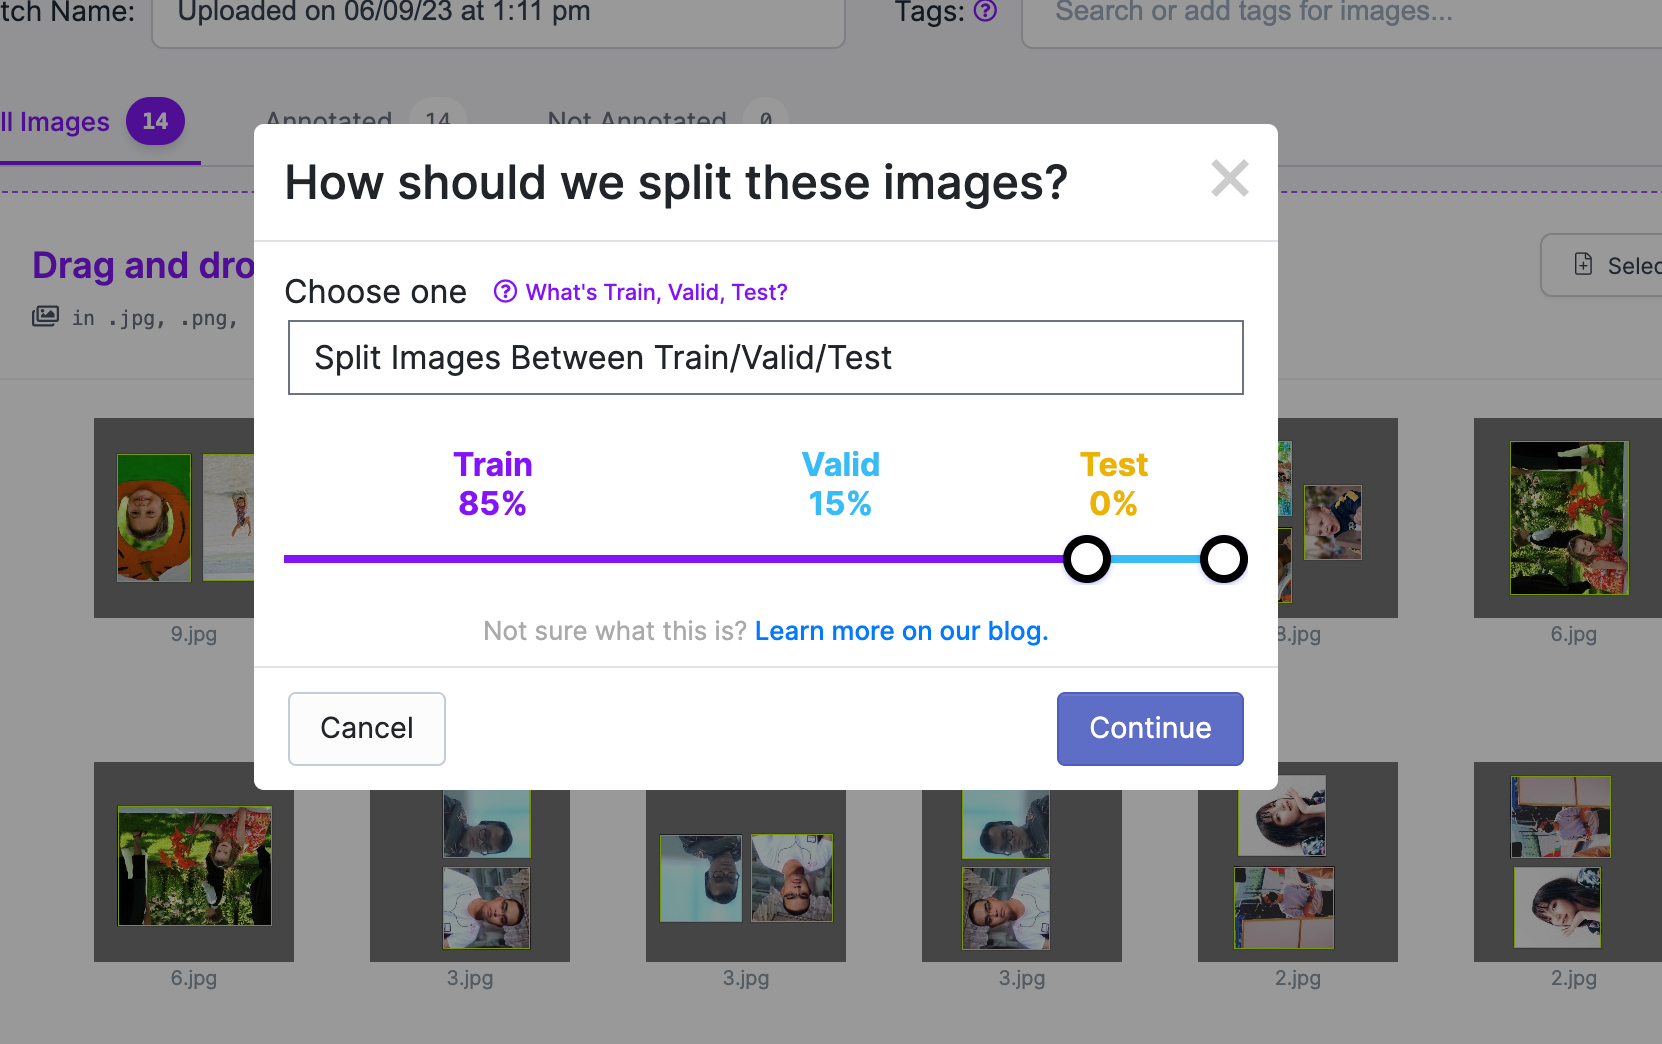 tch Name:
Uploaded on 06/09/23 at 1:11 pm
Tags:
Search or add tags for images...
ll Images 14
Annotated 14
Not Annotated 0
How should we split these images?
Drag and dro
Selec
in .jpg, .png,
Choose one
What's Train, Valid, Test?
Split Images Between Train/Valid/Test
Train
85%
Valid
15%
Test
0%
Not sure what this is? Learn more on our blog.
9.jpg
8.jpg
6.jpg
Cancel
Continue
6.jpg
3.jpg
3.jpg
3.jpg
2.jpg
2.jpg